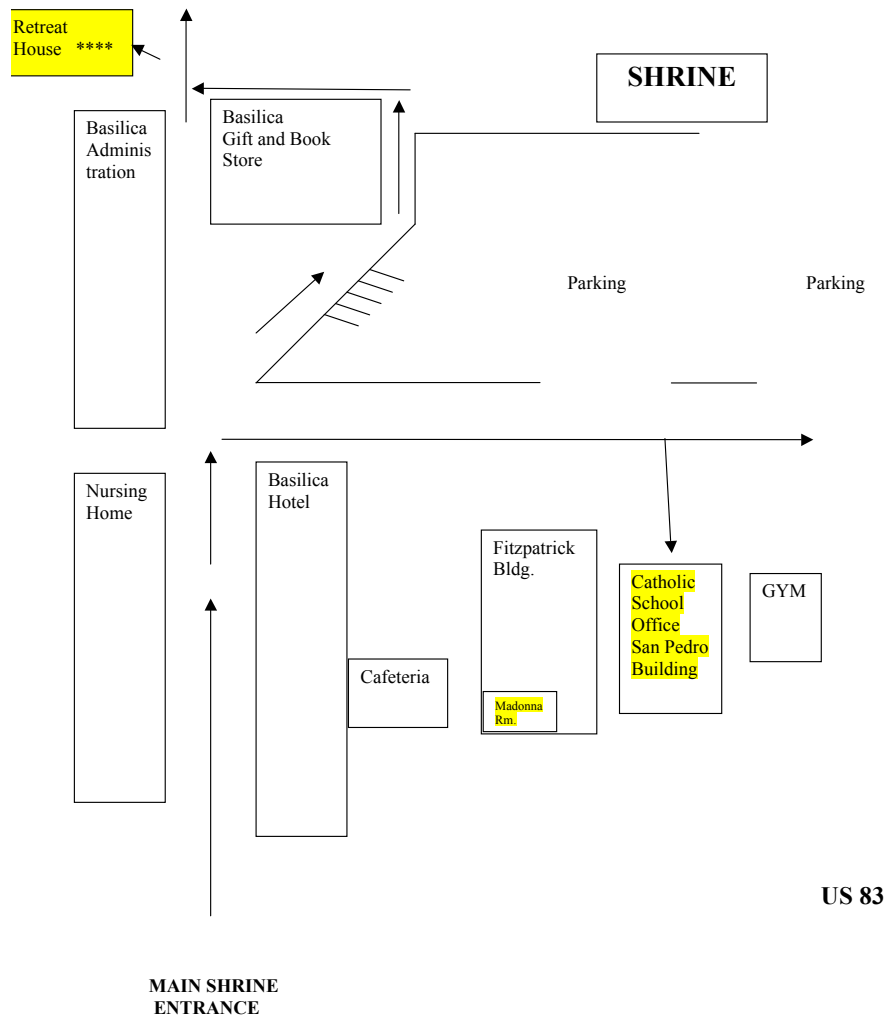 Retreat
House   ****
SHRINE
Basilica
Adminis
tration
Basilica
Gift and Book
Store
Parking
Parking
Nursing
Home
Basilica
Hotel
Fitzpatrick
Bldg.
Catholic
School
Office
San Pedro
Building
GYM
Cafeteria
Madonna
Rm.
US 83
MAIN SHRINE
ENTRANCE